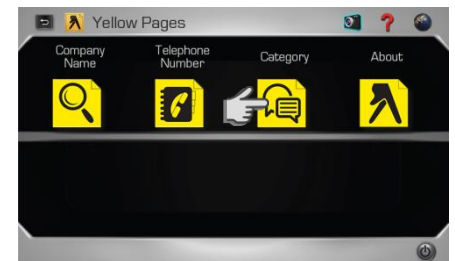 Yellow Pages
Company
Name
Telephone
Number
Category
About